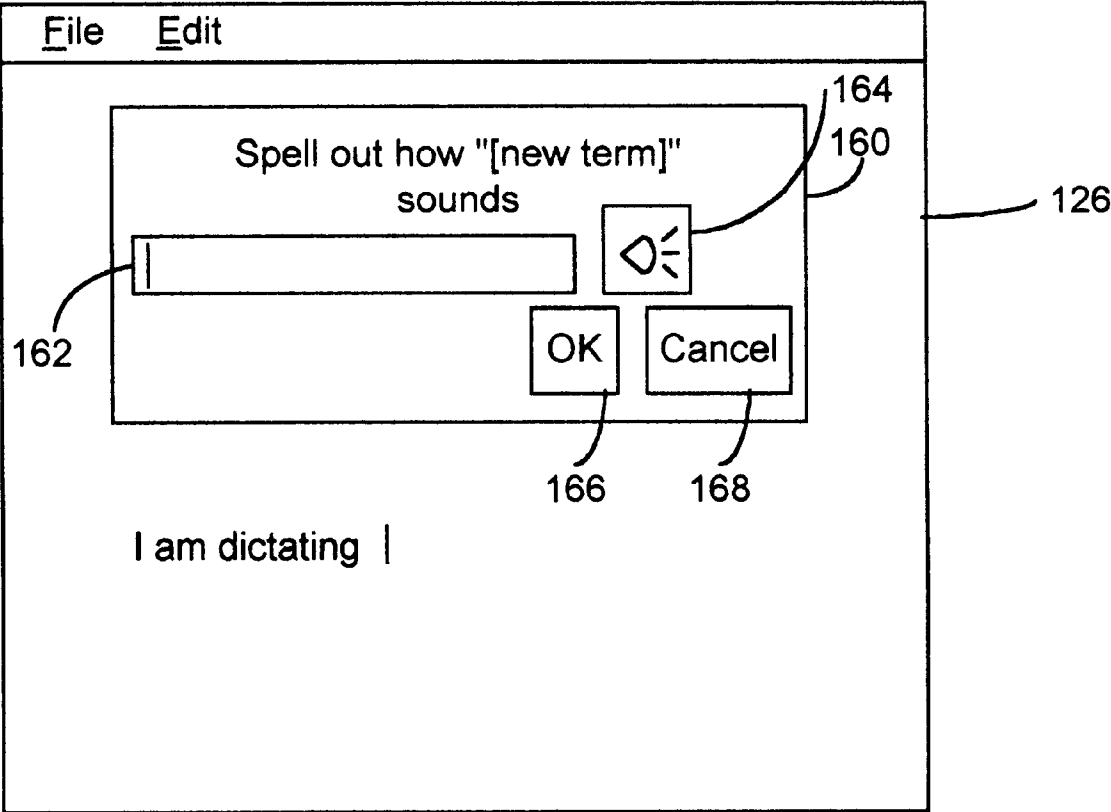 File Edit
164
Spell out how "[new term]"
sounds
160
126
162
OK Cancel
166 168
I am dictating